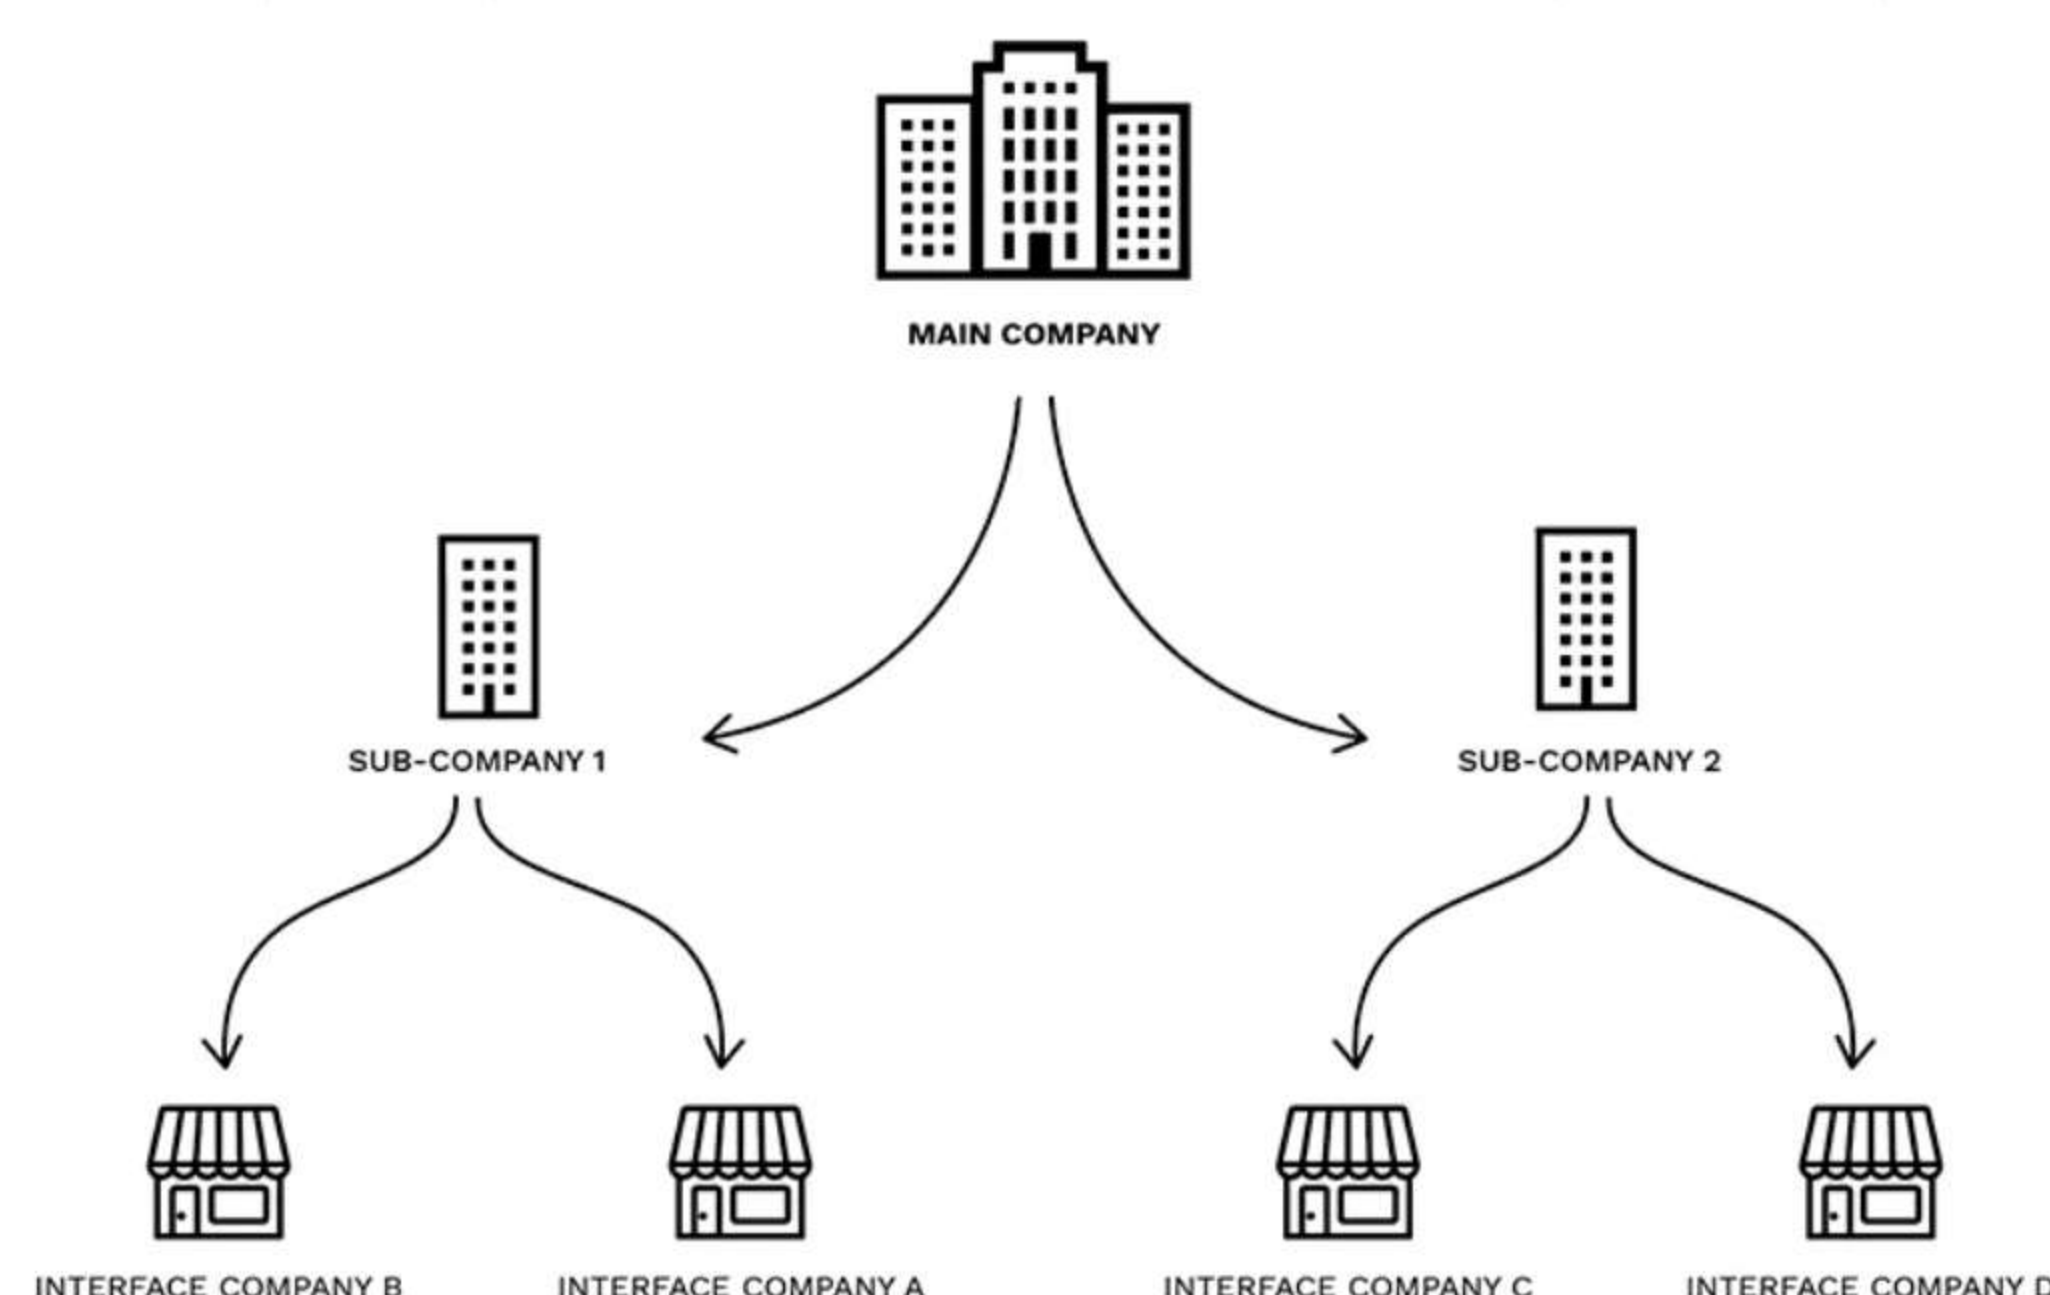 MAIN COMPANY
SUB-COMPANY 1
SUB-COMPANY 2
INTERFACE COMPANY B
INTERFACE COMPANY A
INTERFACE COMPANY C
INTERFACE COMPANY D